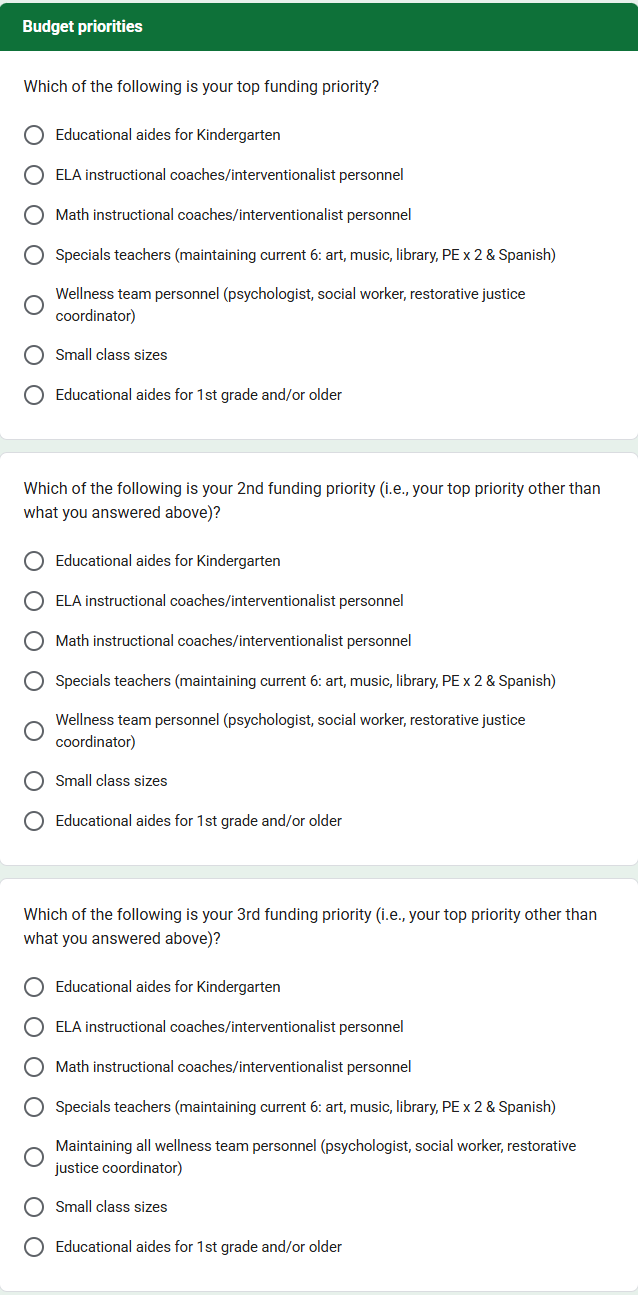 Budget priorities
Which of the following is your top funding priority?
Educational aides for Kindergarten
ELA instructional coaches/interventionalist personnel
Math instructional coaches/interventionalist personnel
Specials teachers (maintaining current 6: art, music, library, PE x 2 & Spanish)
Wellness team personnel (psychologist, social worker, restorative justice
coordinator)
Small class sizes
Educational aides for 1st grade and/or older
Which of the following is your 2nd funding priority (i.e., your top priority other than
what you answered above)?
Educational aides for Kindergarten
ELA instructional coaches/interventionalist personnel
Math instructional coaches/interventionalist personnel
Specials teachers (maintaining current 6: art, music, library, PE x 2 & Spanish)
Wellness team personnel (psychologist, social worker, restorative justice
coordinator)
Small class sizes
Educational aides for 1st grade and/or older
Which of the following is your 3rd funding priority (i.e., your top priority other than
what you answered above)?
Educational aides for Kindergarten
ELA instructional coaches/interventionalist personnel
Math instructional coaches/interventionalist personnel
Specials teachers (maintaining current 6: art, music, library, PE x 2 & Spanish)
Maintaining all wellness team personnel (psychologist, social worker, restorative
justice coordinator)
Small class sizes
Educational aides for 1st grade and/or older